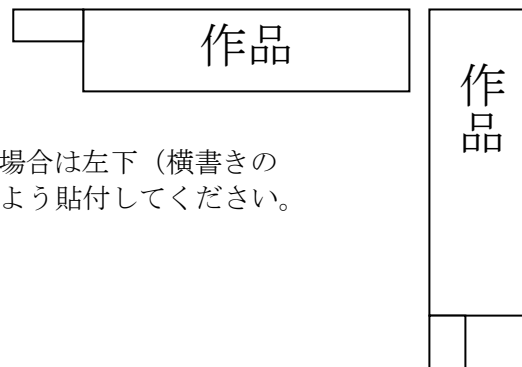 作品
場合は左下（横書きの
よう貼付してください。
作品